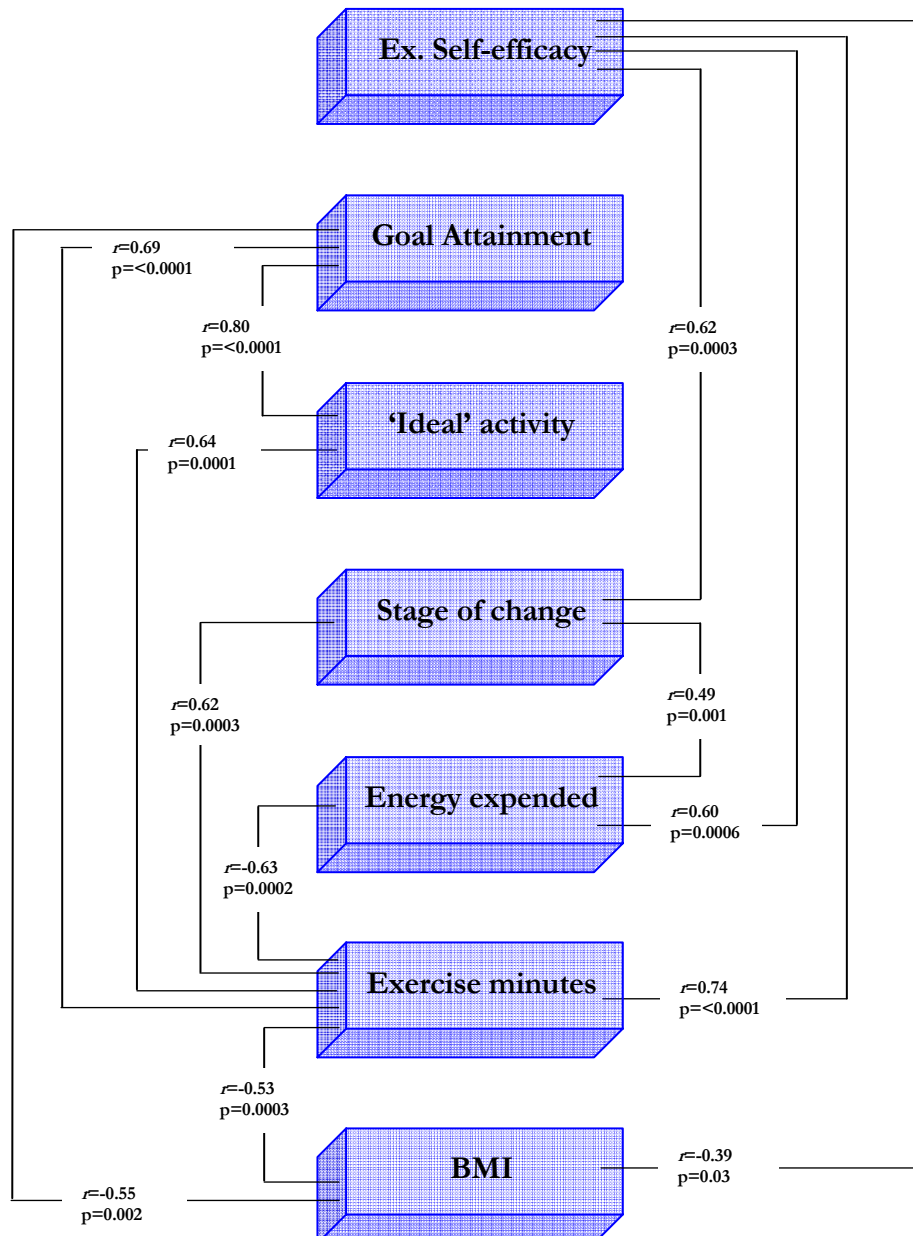 Ex. Self-efficacy
Goal Attainment
r=0.69
p=<0.0001
r=0.80
p=<0.0001
r=0.62
p=0.0003
‘Ideal’ activity
r=0.64
p=0.0001
Stage of change
r=0.62
p=0.0003
r=0.49
p=0.001
Energy expended
r=0.60
p=0.0006
r=-0.63
p=0.0002
Exercise minutes
r=0.74
p=<0.0001
r=-0.53
p=0.0003
BMI
r=-0.39
p=0.03
r=-0.55
p=0.002